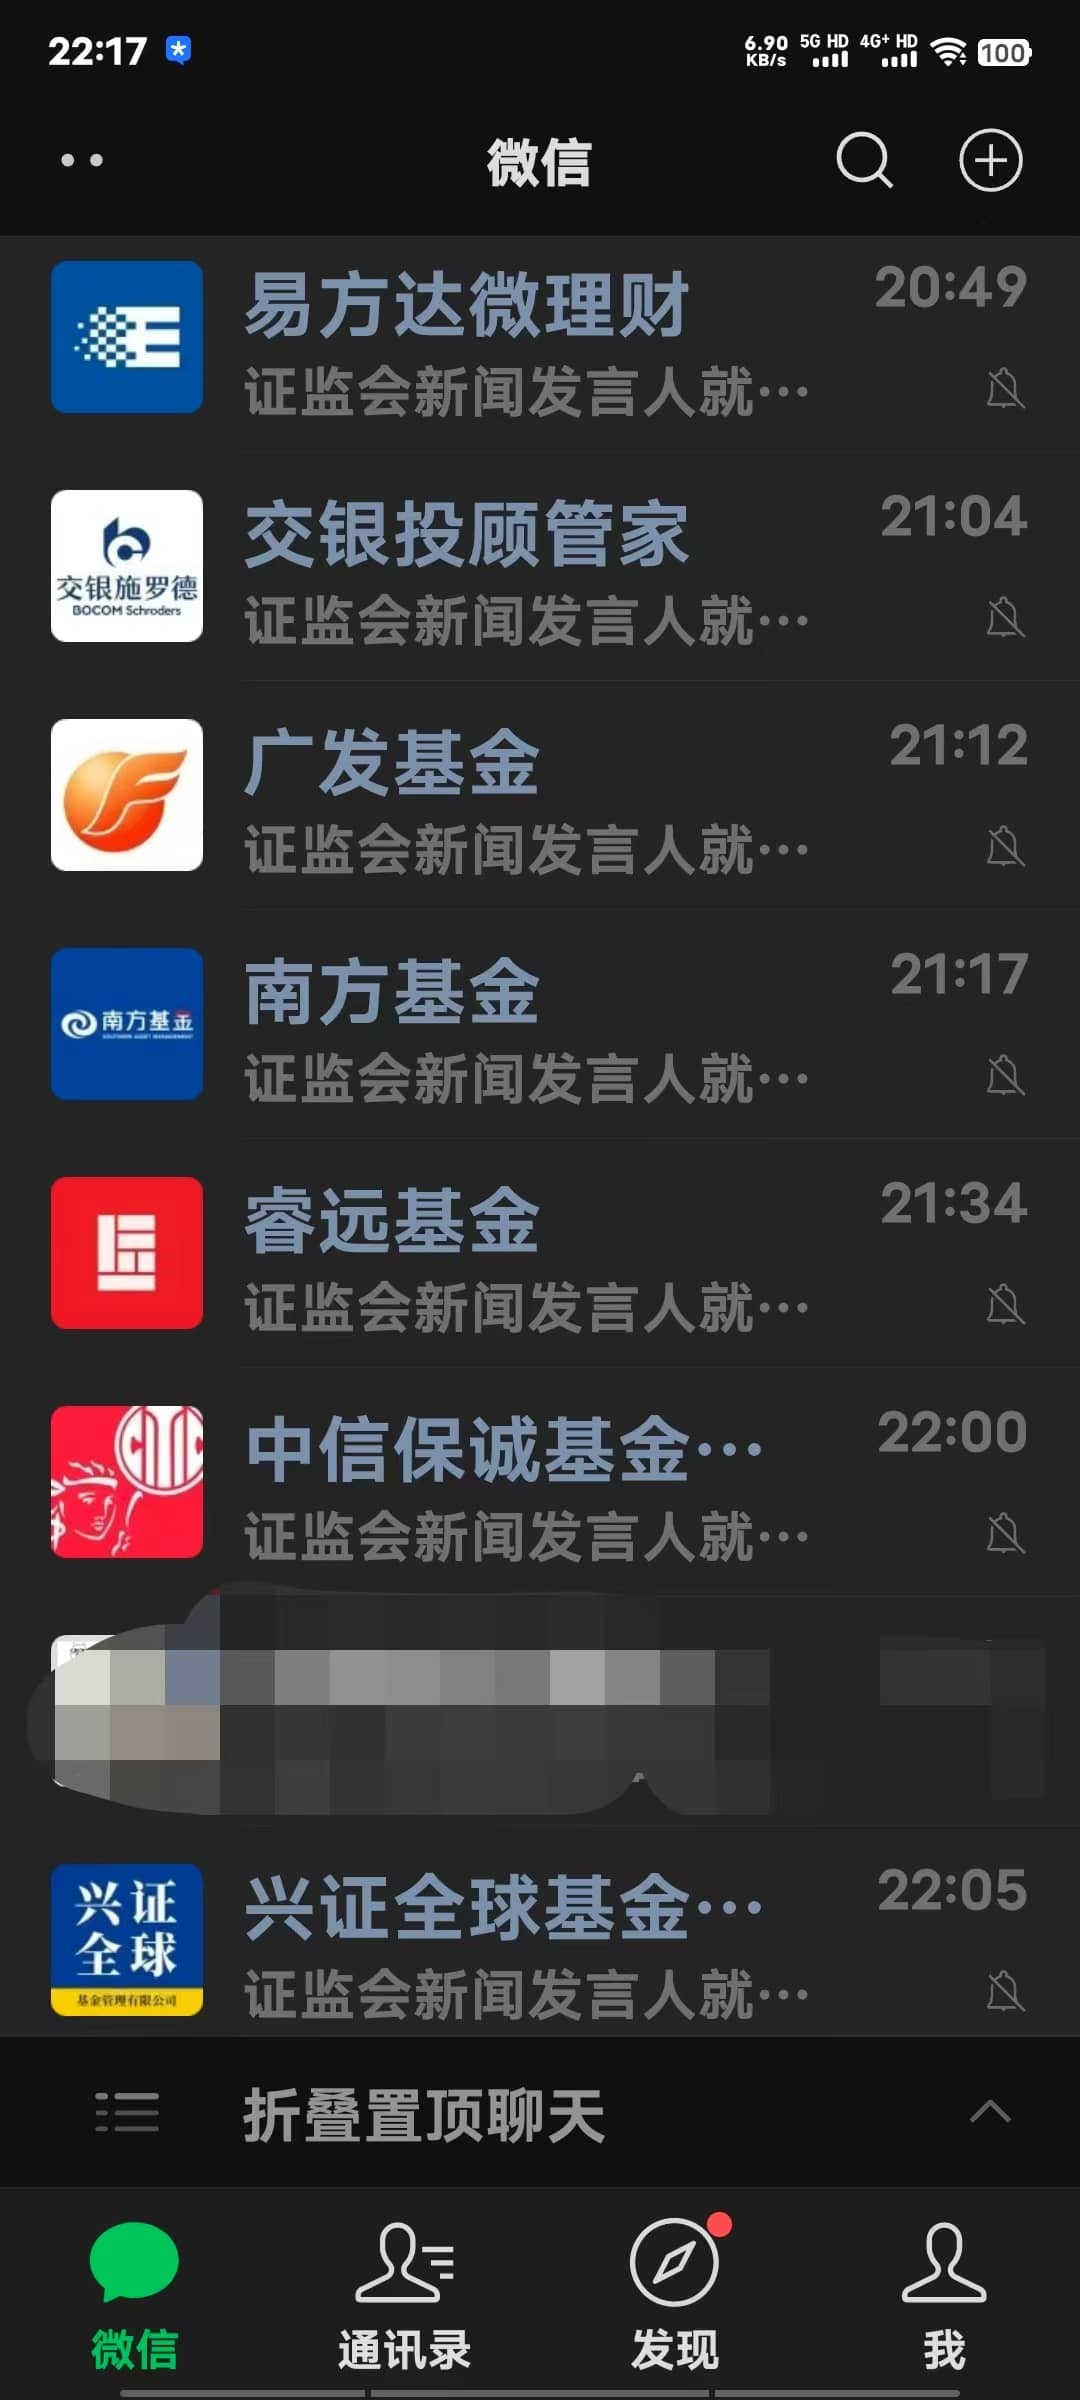 22:17
6.90 KB/s 5G HD 4G+ HD 100
微信
易方达微理财 20:49
证监会新闻发言人就…
交银施罗德
BOCOM Schroders
交银投顾管家 21:04
证监会新闻发言人就…
广发基金 21:12
证监会新闻发言人就…
南方基金
SOUTHERN ASSET MANAGEMENT
南方基金 21:17
证监会新闻发言人就…
睿远基金 21:34
证监会新闻发言人就…
中信保诚基金… 22:00
证监会新闻发言人就…
兴证
全球
基金管理有限公司
兴证全球基金… 22:05
证监会新闻发言人就…
折叠置顶聊天
微信 通讯录 发现 我